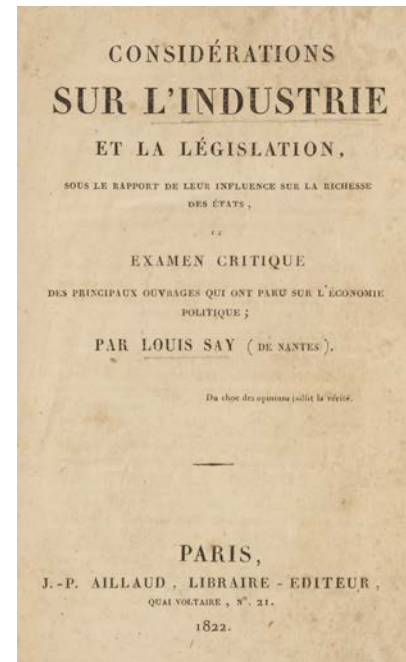 CONSIDÉRATIONS
SUR L'INDUSTRIE
ET LA LÉGISLATION,
SOUS LE RAPPORT DE LEUR INFLUENCE SUR LA RICHESSE
DES ÉTATS,
ET
EXAMEN CRITIQUE
DES PRINCIPAUX OUVRAGES QUI ONT PARU SUR L'ÉCONOMIE
POLITIQUE ;
PAR LOUIS SAY ( DE NANTES ).
Du choc des opinions jaillit la vérité.
PARIS,
J.-P. AILLAUD, LIBRAIRE - EDITEUR,
QUAI VOLTAIRE, N°. 21.
1822.